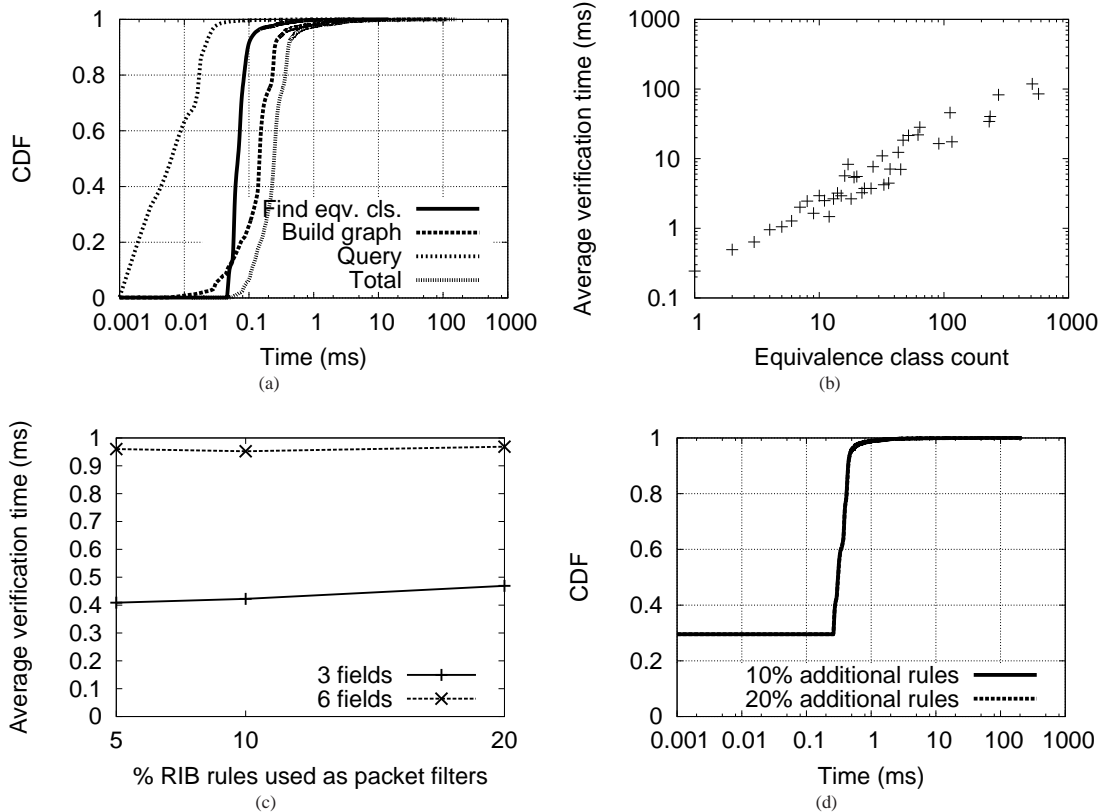 CDF
1
0.8
0.6
0.4
0.2
0
0.001 0.01 0.1 1 10 100 1000
Time (ms)
Find eqv. cls.
Build graph
Query
Total
(a)
Average verification time (ms)
1000
100
10
1
0.1
1 10 100 1000
Equivalence class count
(b)
Average verification time (ms)
1
0.9
0.8
0.7
0.6
0.5
0.4
0.3
0.2
0.1
0
5 10 20
% RIB rules used as packet filters
3 fields
6 fields
(c)
CDF
1
0.8
0.6
0.4
0.2
0
0.001 0.01 0.1 1 10 100 1000
Time (ms)
10% additional rules
20% additional rules
(d)